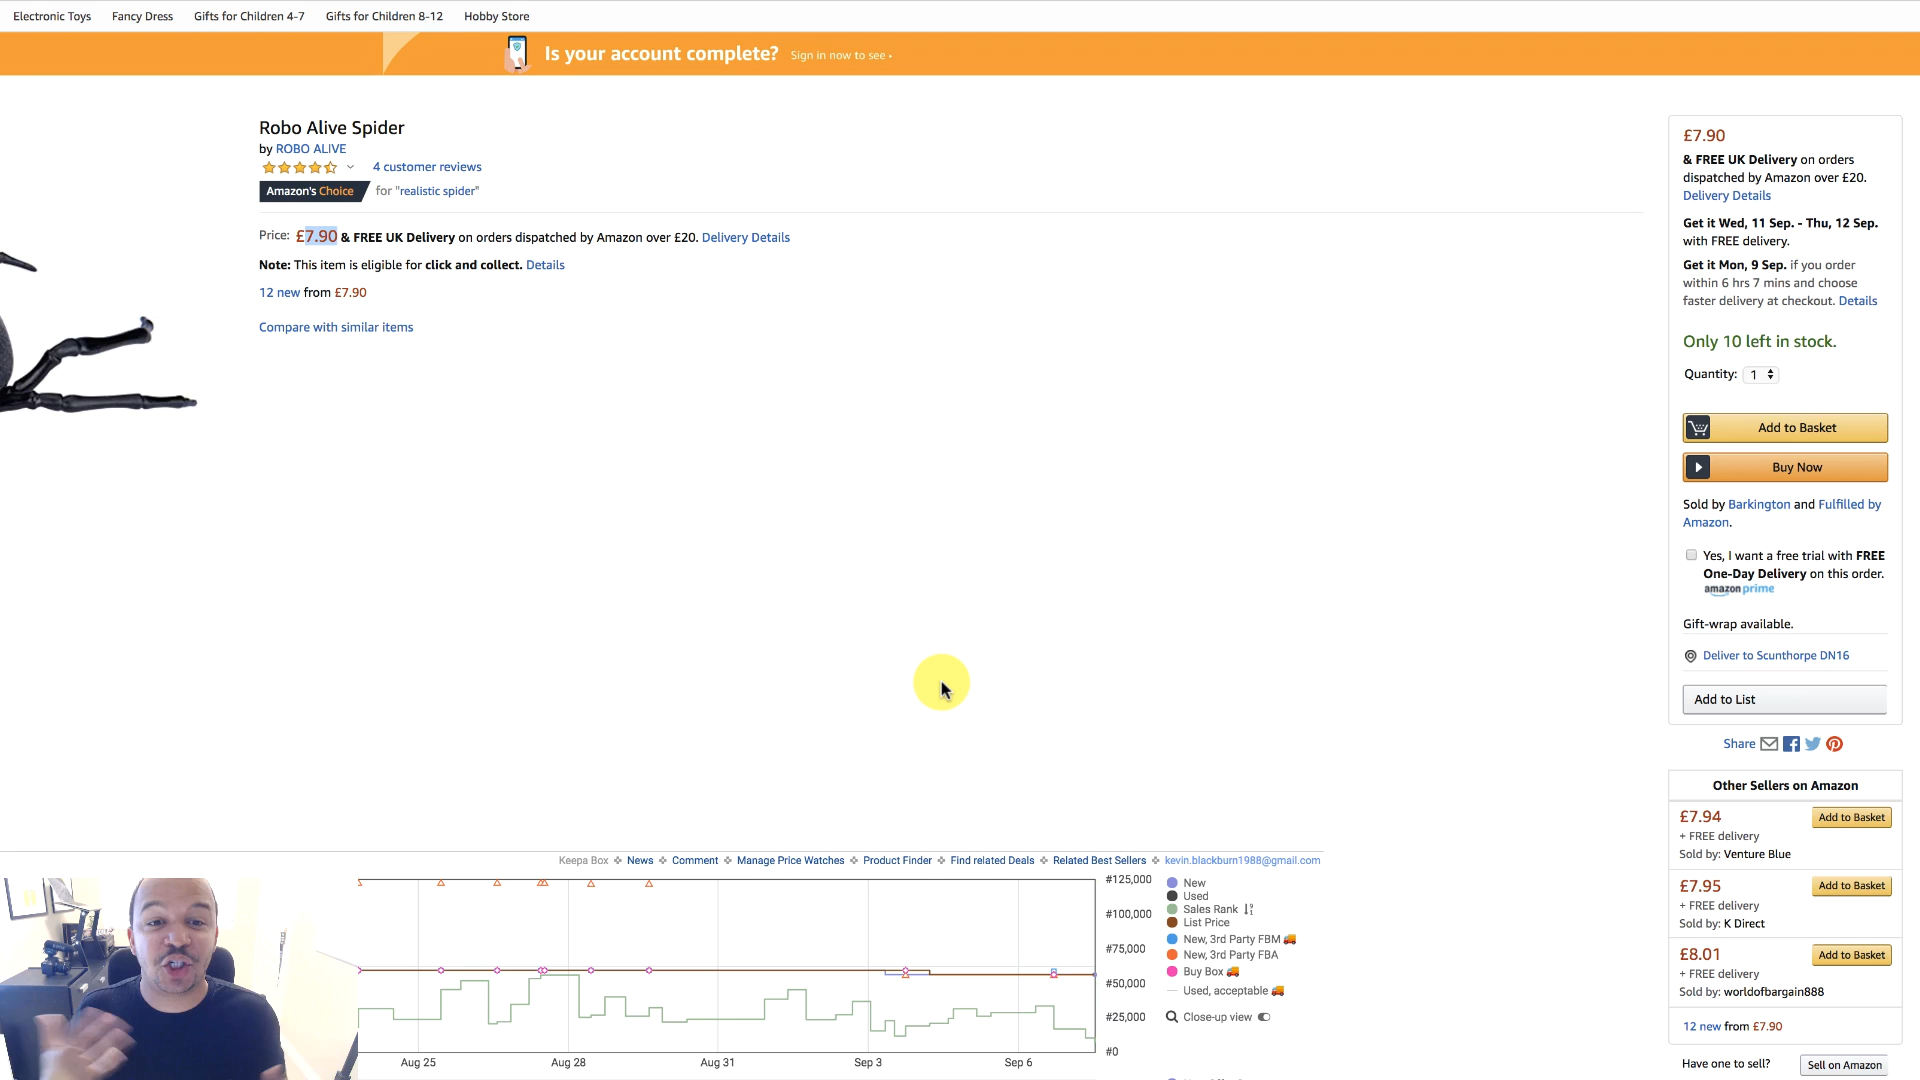 Electronic Toys Fancy Dress Gifts for Children 4-7 Gifts for Children 8-12 Hobby Store
Is your account complete? Sign in now to see ›
Robo Alive Spider
by ROBO ALIVE
4 customer reviews
Amazon's Choice for "realistic spider"
Price: £7.90 & FREE UK Delivery on orders dispatched by Amazon over £20. Delivery Details
Note: This item is eligible for click and collect. Details
12 new from £7.90
Compare with similar items
£7.90
& FREE UK Delivery on orders
dispatched by Amazon over £20.
Delivery Details
Get it Wed, 11 Sep. - Thu, 12 Sep.
with FREE delivery.
Get it Mon, 9 Sep. if you order
within 6 hrs 7 mins and choose
faster delivery at checkout. Details
Only 10 left in stock.
Quantity: 1
Add to Basket
Buy Now
Sold by Barkington and Fulfilled by
Amazon.
Yes, I want a free trial with FREE
One-Day Delivery on this order.
amazon prime
Gift-wrap available.
Deliver to Scunthorpe DN16
Add to List
Share
Other Sellers on Amazon
£7.94 Add to Basket
+ FREE delivery
Sold by: Venture Blue
£7.95 Add to Basket
+ FREE delivery
Sold by: K Direct
£8.01 Add to Basket
+ FREE delivery
Sold by: worldofbargain888
12 new from £7.90
Have one to sell? Sell on Amazon
Keepa Box News Comment Manage Price Watches Product Finder Find related Deals Related Best Sellers kevin.blackburn1988@gmail.com
#125,000
#100,000
#75,000
#50,000
#25,000
#0
Aug 25 Aug 28 Aug 31 Sep 3 Sep 6
New
Used
Sales Rank
List Price
New, 3rd Party FBM
New, 3rd Party FBA
Buy Box
Used, acceptable
Close-up view